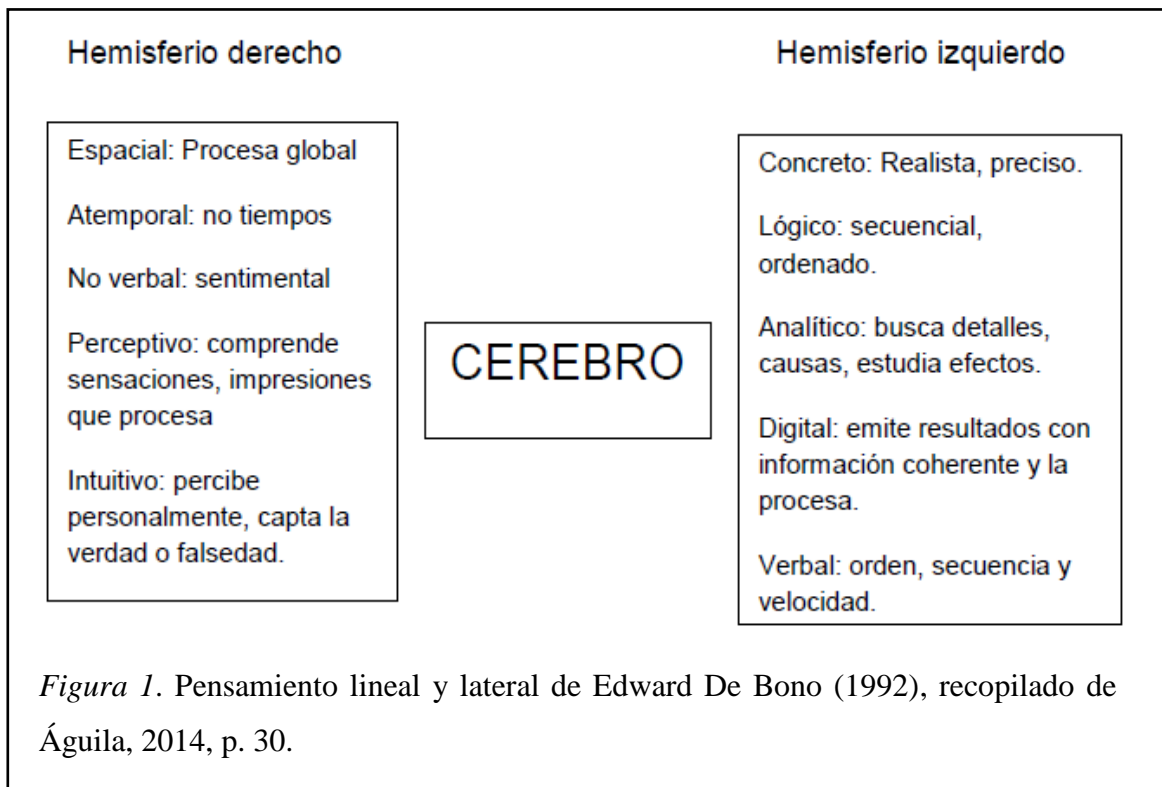 Hemisferio derecho
Espacial: Procesa global
Atemporal: no tiempos
No verbal: sentimental
Perceptivo: comprende
sensaciones, impresiones
que procesa
Intuitivo: percibe
personalmente, capta la
verdad o falsedad.
CEREBRO
Hemisferio izquierdo
Concreto: Realista, preciso.
Lógico: secuencial,
ordenado.
Analítico: busca detalles,
causas, estudia efectos.
Digital: emite resultados con
información coherente y la
procesa.
Verbal: orden, secuencia y
velocidad.
Figura 1. Pensamiento lineal y lateral de Edward De Bono (1992), recopilado de
Águila, 2014, p. 30.